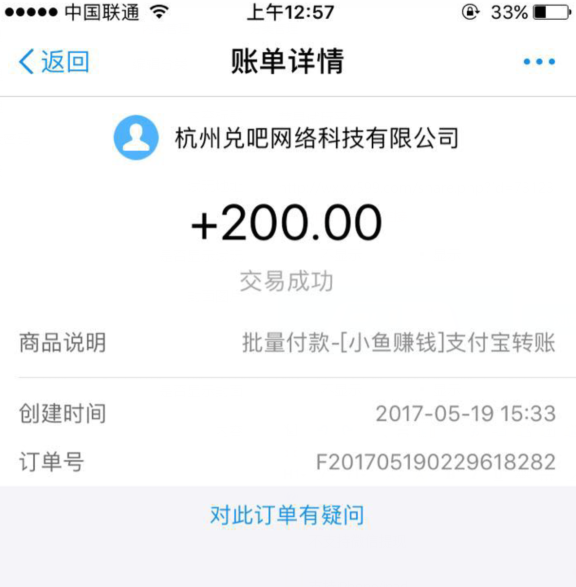 中国联通 上午12:57 33%
返回 账单详情
杭州兑吧网络科技有限公司
+200.00
交易成功
商品说明 批量付款-[小鱼赚钱]支付宝转账
创建时间 2017-05-19 15:33
订单号 F2017051902296​18282
对此订单有疑问